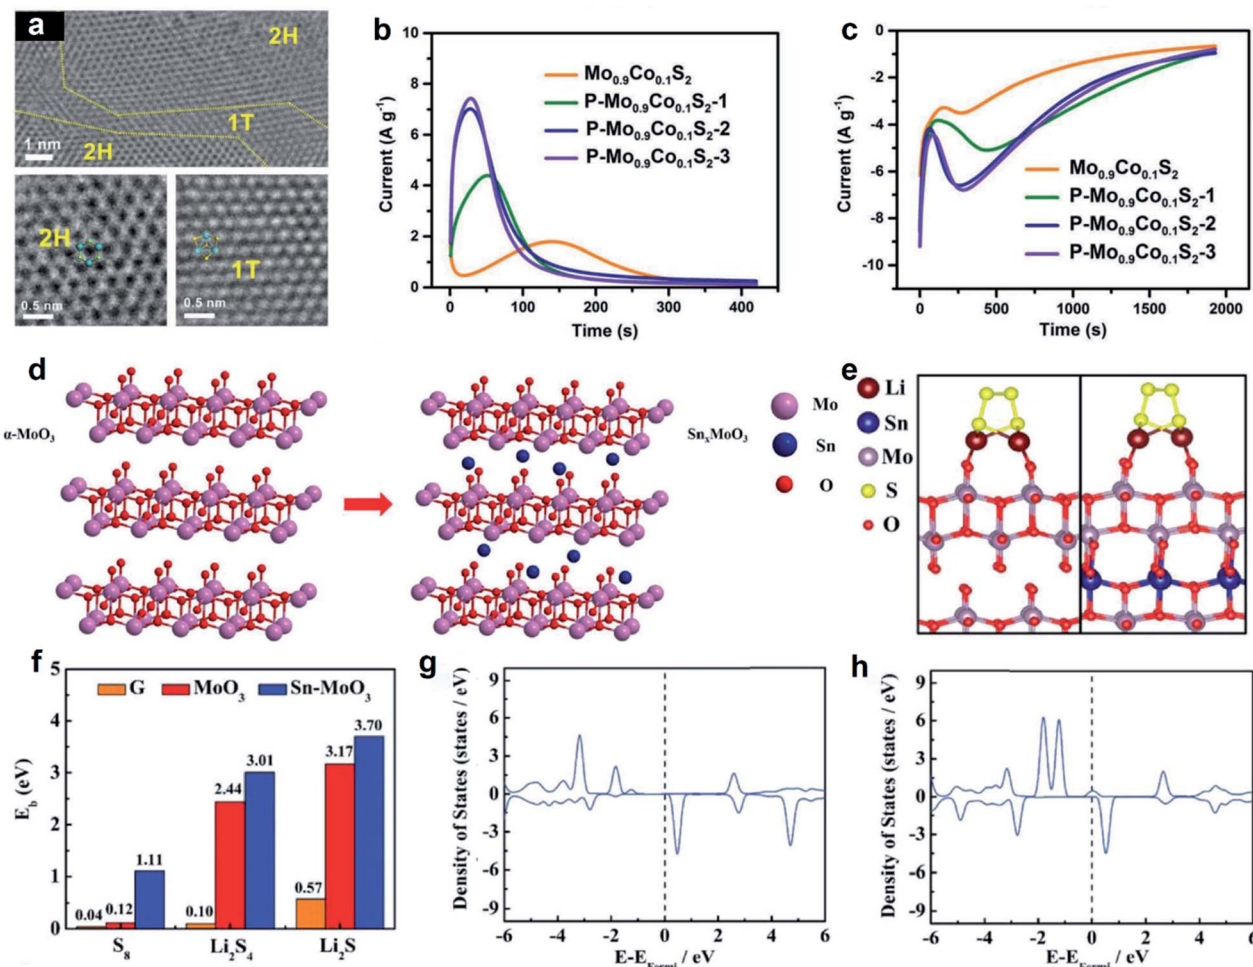 a
2H
1T
2H
1 nm
2H
0.5 nm
1T
0.5 nm
b
Current (A g⁻¹)
10
8
6
4
2
0
Mo₀.₉Co₀.₁S₂
P-Mo₀.₉Co₀.₁S₂-1
P-Mo₀.₉Co₀.₁S₂-2
P-Mo₀.₉Co₀.₁S₂-3
0 100 200 300 400
Time (s)
c
Current (A g⁻¹)
0
-2
-4
-6
-8
-10
Mo₀.₉Co₀.₁S₂
P-Mo₀.₉Co₀.₁S₂-1
P-Mo₀.₉Co₀.₁S₂-2
P-Mo₀.₉Co₀.₁S₂-3
0 500 1000 1500 2000
Time (s)
d
α-MoO₃
SnₓMoO₃
Mo
Sn
O
e
Li
Sn
Mo
S
O
f
E_b (eV)
5
4
3
2
1
0
G MoO₃ Sn-MoO₃
0.04 0.12 1.11
0.10 2.44 3.01
0.57 3.17 3.70
S₈ Li₂S₄ Li₂S
g
Density of States (states / eV)
9
6
3
0
-3
-6
-9
-6 -4 -2 0 2 4 6
E-E_Fermi / eV
h
Density of States (states / eV)
9
6
3
0
-3
-6
-9
-6 -4 -2 0 2 4 6
E-E_Fermi / eV